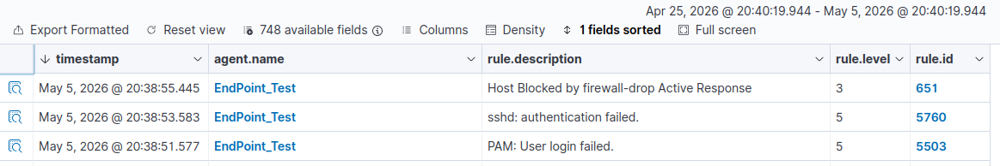 Apr 25, 2026 @ 20:40:19.944 - May 5, 2026 @ 20:40:19.944
Export Formatted Reset view 748 available fields Columns Density 1 fields sorted Full screen
timestamp agent.name rule.description rule.level rule.id
May 5, 2026 @ 20:38:55.445 EndPoint_Test Host Blocked by firewall-drop Active Response 3 651
May 5, 2026 @ 20:38:53.583 EndPoint_Test sshd: authentication failed. 5 5760
May 5, 2026 @ 20:38:51.577 EndPoint_Test PAM: User login failed. 5 5503